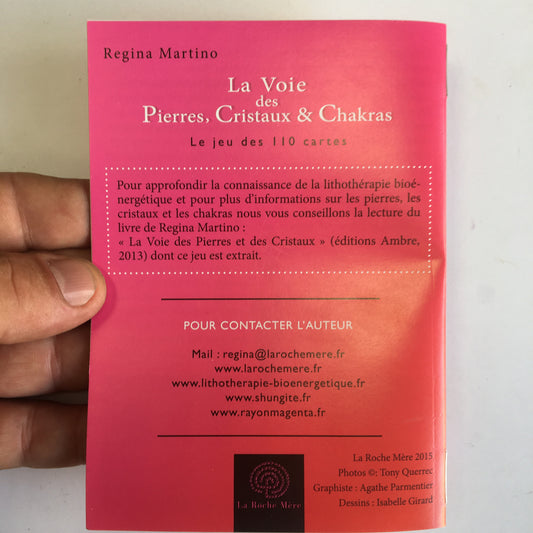 Regina Martino
La Voie
des
Pierres, Cristaux & Chakras
Le jeu des 110 cartes
Pour approfondir la connaissance de la lithothérapie bioé-
nergétique et pour plus d'informations sur les pierres, les
cristaux et les chakras nous vous conseillons la lecture du
livre de Regina Martino :
« La Voie des Pierres et des Cristaux » (éditions Ambre,
2013) dont ce jeu est extrait.
POUR CONTACTER L'AUTEUR
Mail : regina@larochemere.fr
www.larochemere.fr
www.lithotherapie-bioenergetique.fr
www.shungite.fr
www.rayonmagenta.fr
La Roche Mère
La Roche Mère 2015
Photos ©: Tony Querrec
Graphiste : Agathe Parmentier
Dessins : Isabelle Girard